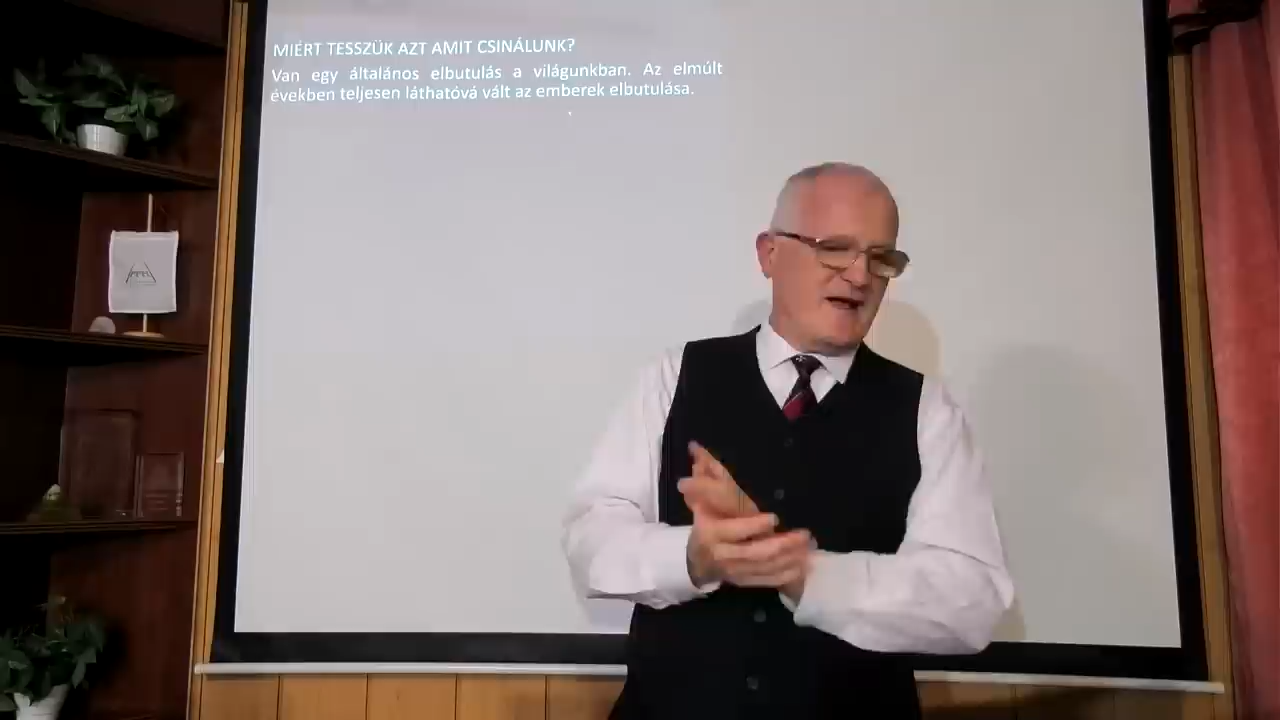 MIÉRT TESSZÜK AZT AMIT CSINÁLUNK?
Van egy általános elbutulás a világunkban. Az elmúlt
években teljesen láthatóvá vált az emberek elbutulása.